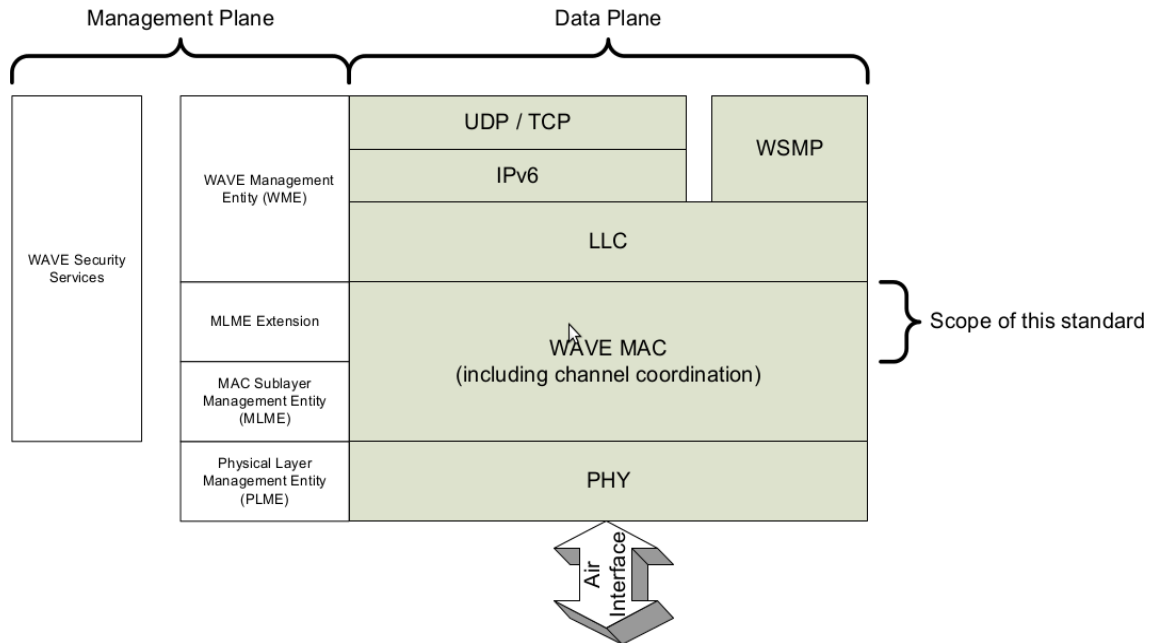 Management Plane
Data Plane
WAVE Security
Services
WAVE Management
Entity (WME)
MLME Extension
MAC Sublayer
Management Entity
(MLME)
Physical Layer
Management Entity
(PLME)
UDP / TCP
IPv6
WSMP
LLC
WAVE MAC
(including channel coordination)
PHY
Scope of this standard
Air
Interface